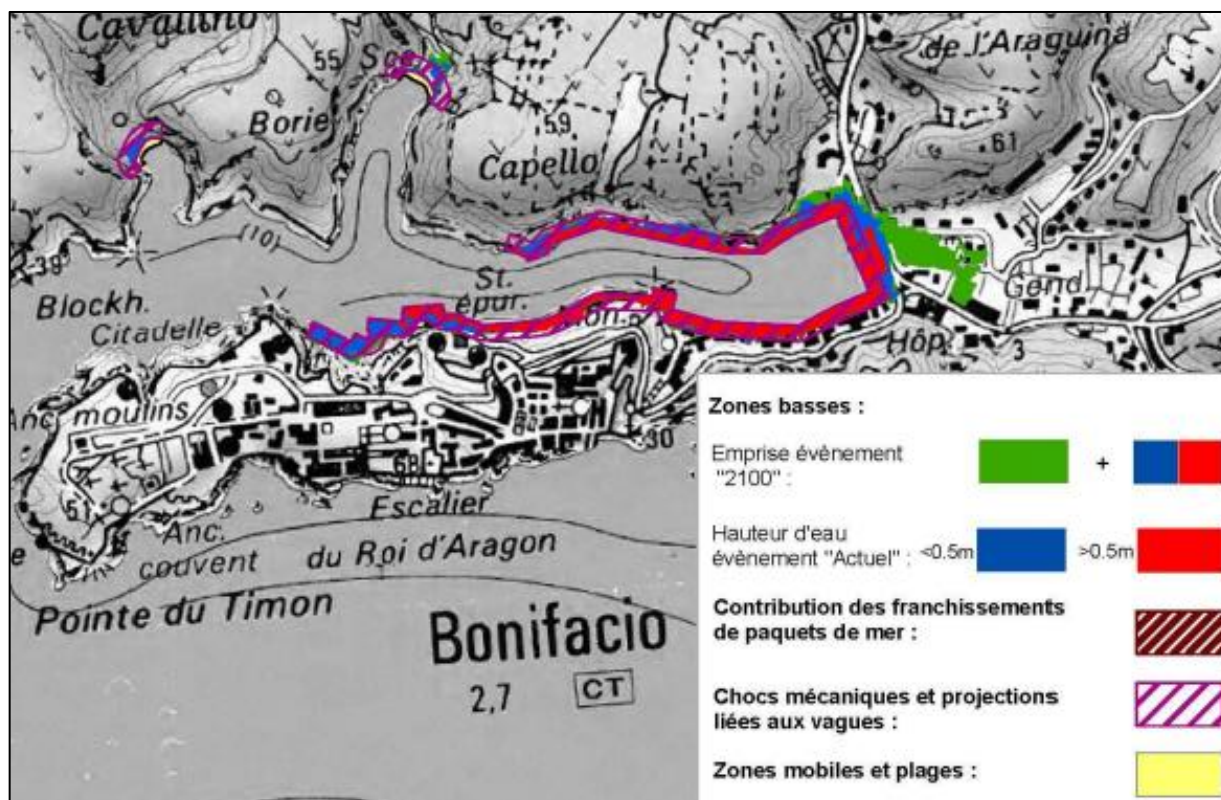 Cavallino
55
de l'Araguina
Borie
59
61
Capello
50
(10)
39
St.
épur.
Blockh.
Citadelle
Gend
Hôp.
3
Anc. moulins
30
68
51
Escalier
Anc.
couvent
du Roi d'Aragon
Pointe du Timon
Bonifacio
2,7
CT
Zones basses :
Emprise évènement
"2100" :
+
Hauteur d'eau
évènement "Actuel" : <0.5m >0.5m
Contribution des franchissements
de paquets de mer :
Chocs mécaniques et projections
liées aux vagues :
Zones mobiles et plages :